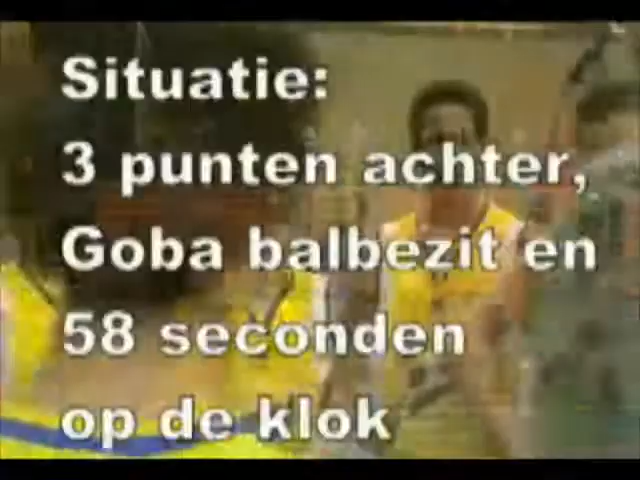 Situatie:
3 punten achter,
Goba balbezit en
58 seconden
op de klok